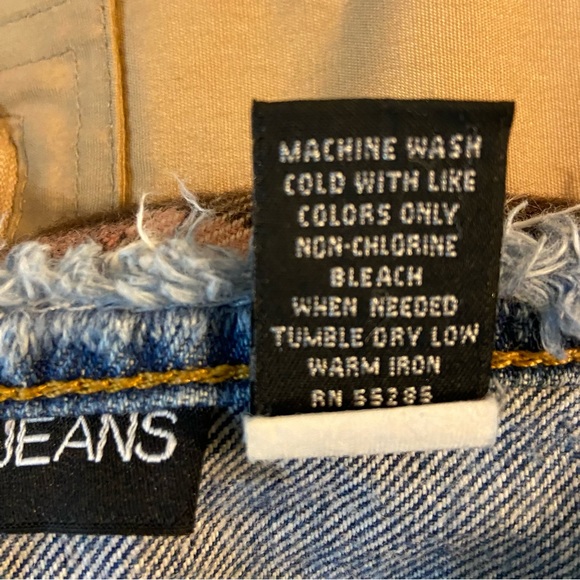 MACHINE WASH
COLD WITH LIKE
COLORS ONLY
NON-CHLORINE
BLEACH
WHEN NEEDED
TUMBLE DRY LOW
WARM IRON
RN 55285
JEANS